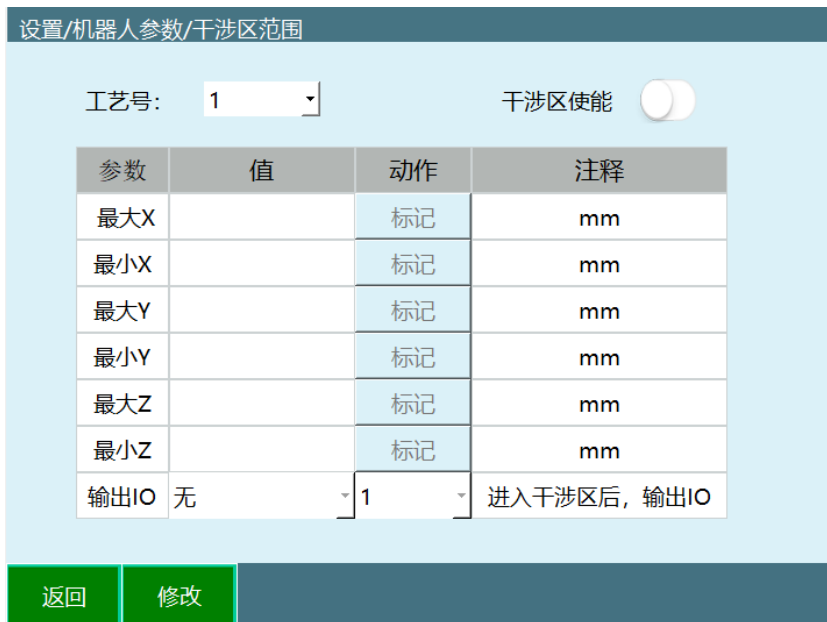 设置/机器人参数/干涉区范围
工艺号: 1 干涉区使能
参数 值 动作 注释
最大X 标记 mm
最小X 标记 mm
最大Y 标记 mm
最小Y 标记 mm
最大Z 标记 mm
最小Z 标记 mm
输出IO 无 1 进入干涉区后，输出IO
返回 修改